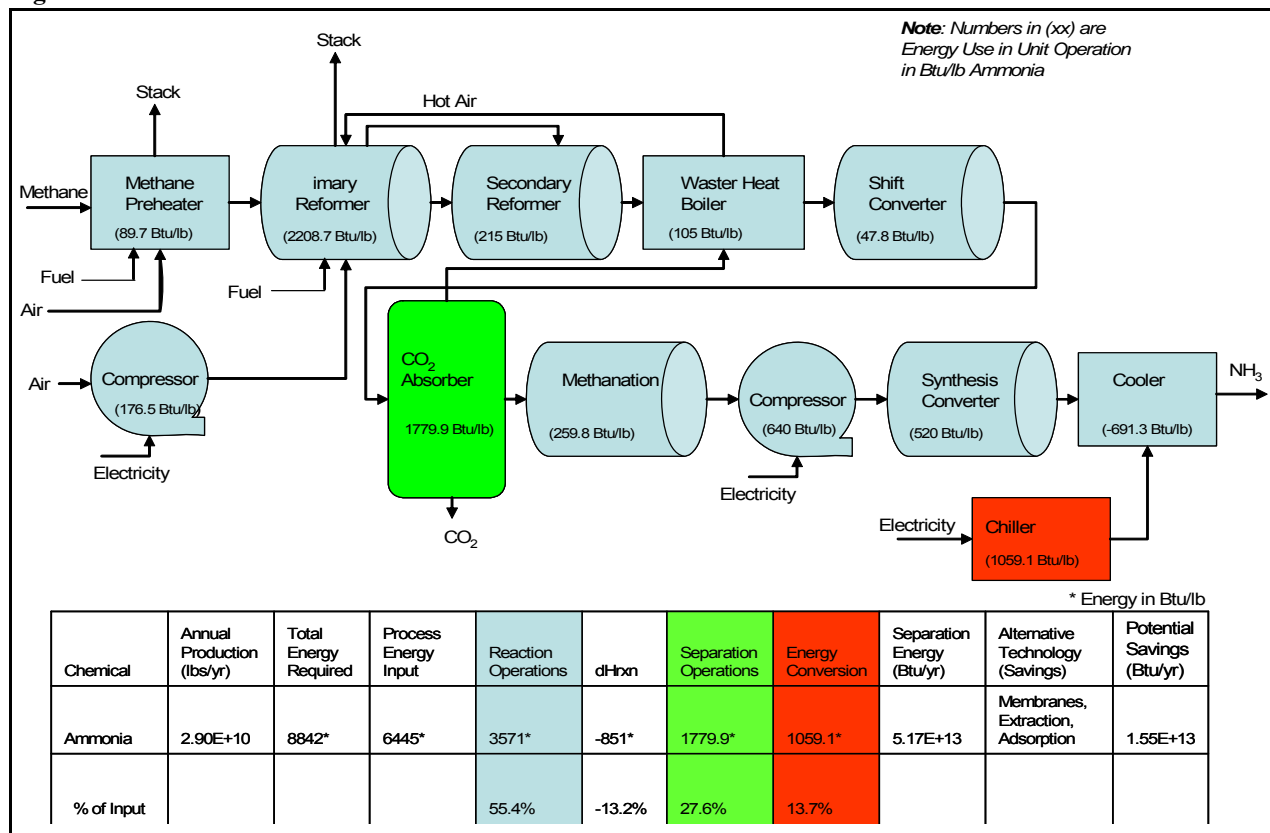 Note: Numbers in (xx) are
Energy Use in Unit Operation
in Btu/lb Ammonia
Stack
Stack
Hot Air
Methane
Methane
Preheater
(89.7 Btu/lb)
imary
Reformer
(2208.7 Btu/lb)
Secondary
Reformer
(215 Btu/lb)
Waster Heat
Boiler
(105 Btu/lb)
Shift
Converter
(47.8 Btu/lb)
Fuel
Fuel
Air
Air
Compressor
(176.5 Btu/lb)
Electricity
CO2
Absorber
1779.9 Btu/lb)
CO2
Methanation
(259.8 Btu/lb)
Compressor
(640 Btu/lb)
Electricity
Synthesis
Converter
(520 Btu/lb)
Cooler
(-691.3 Btu/lb)
NH3
Electricity
Chiller
(1059.1 Btu/lb)
* Energy in Btu/lb
Chemical
Annual
Production
(lbs/yr)
Total
Energy
Required
Process
Energy
Input
Reaction
Operations
dHrxn
Separation
Operations
Energy
Conversion
Separation
Energy
(Btu/yr)
Alternative
Technology
(Savings)
Potential
Savings
(Btu/yr)
Ammonia
2.90E+10
8842*
6445*
3571*
-851*
1779.9*
1059.1*
5.17E+13
Membranes,
Extraction,
Adsorption
1.55E+13
% of Input
55.4%
-13.2%
27.6%
13.7%